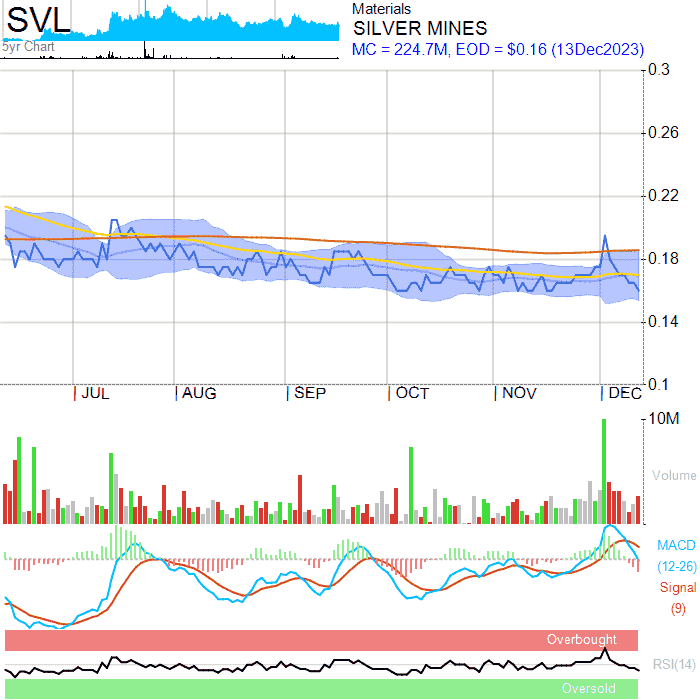 SVL
5yr Chart
Materials
SILVER MINES
MC = 224.7M, EOD = $0.16 (13Dec2023)
0.3
0.26
0.22
0.18
0.14
0.1
JUL
AUG
SEP
OCT
NOV
DEC
10M
Volume
MACD
(12-26)
Signal
(9)
Overbought
RSI(14)
Oversold